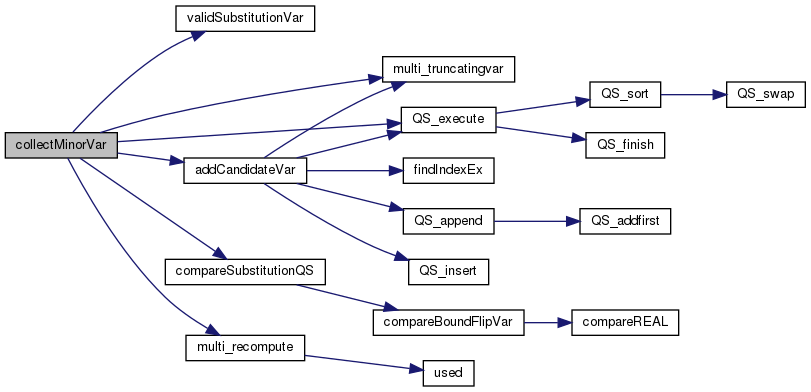 validSubstitutionVar
multi_truncatingvar
QS_sort
QS_swap
QS_execute
collectMinorVar
QS_finish
addCandidateVar
findIndexEx
QS_append
QS_addfirst
compareSubstitutionQS
QS_insert
compareBoundFlipVar
compareREAL
multi_recompute
used